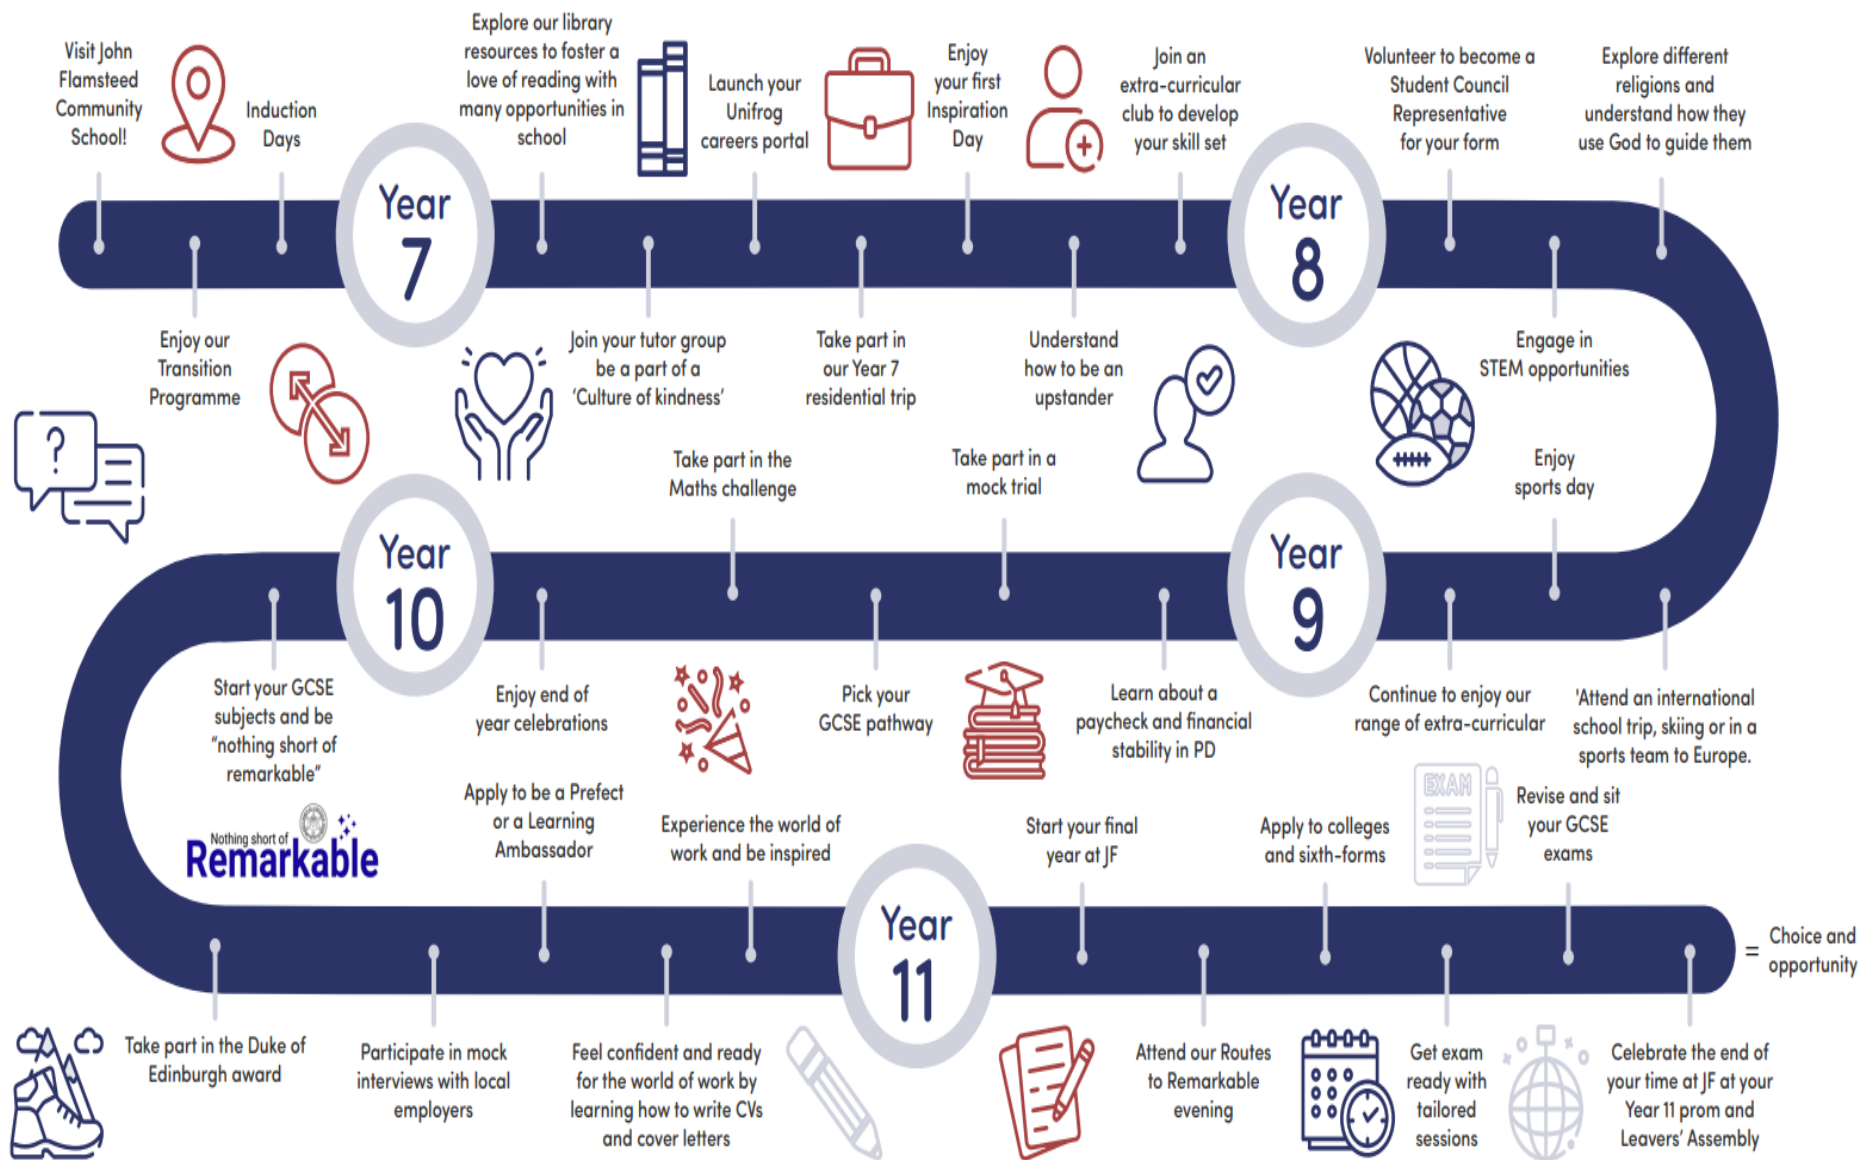 Visit John
Flamsteed
Community
School!
Enjoy our
Transition
Programme
Induction
Days
Year
7
Explore our library
resources to foster a
love of reading with
many opportunities in
school
Join your tutor group
be a part of a
'Culture of kindness'
Launch your
Unifrog
careers portal
Take part in
our Year 7
residential trip
Enjoy
your first
Inspiration
Day
Understand
how to be an
upstander
Join an
extra-curricular
club to develop
your skill set
Year
8
Volunteer to become a
Student Council
Representative
for your form
Engage in
STEM opportunities
Explore different
religions and
understand how they
use God to guide them
'Attend an international
school trip, skiing or in a
sports team to Europe.
Enjoy
sports day
Continue to enjoy our
range of extra-curricular
Year
9
Learn about a
paycheck and financial
stability in PD
Take part in a
mock trial
Pick your
GCSE pathway
Take part in the
Maths challenge
Enjoy end of
year celebrations
Year
10
Start your GCSE
subjects and be
"nothing short of
remarkable"
Nothing short of
Remarkable
Take part in the Duke of
Edinburgh award
Participate in mock
interviews with local
employers
Apply to be a Prefect
or a Learning
Ambassador
Feel confident and ready
for the world of work by
learning how to write CVs
and cover letters
Experience the world of
work and be inspired
Year
11
Start your final
year at JF
Attend our Routes
to Remarkable
evening
Apply to colleges
and sixth-forms
Get exam
ready with
tailored
sessions
EXAM
Revise and sit
your GCSE
exams
Celebrate the end of
your time at JF at your
Year 11 prom and
Leavers' Assembly
= Choice and
opportunity
?